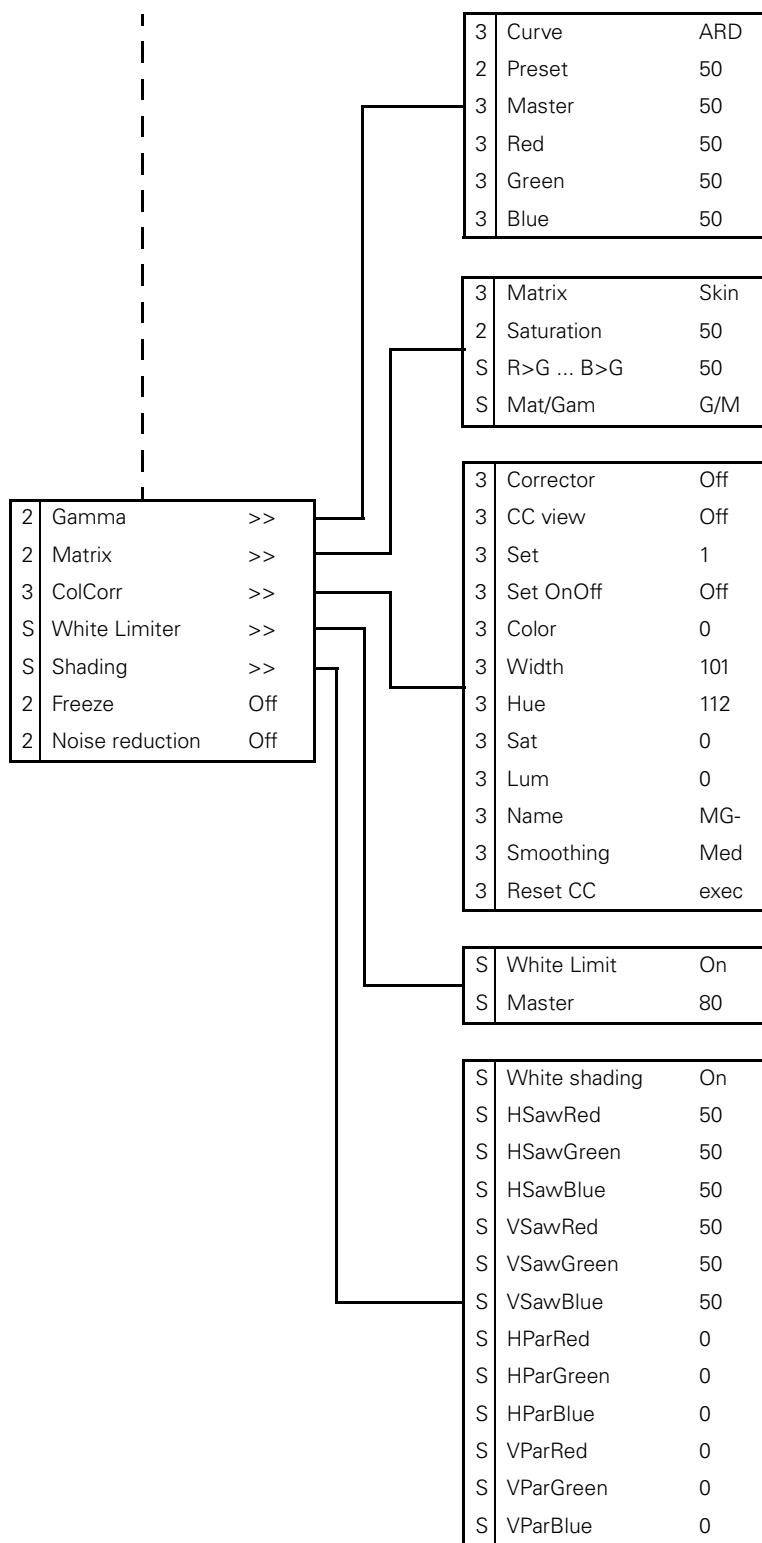 2 Gamma >>
2 Matrix >>
3 ColCorr >>
S White Limiter >>
S Shading >>
2 Freeze Off
2 Noise reduction Off
3 Curve ARD
2 Preset 50
3 Master 50
3 Red 50
3 Green 50
3 Blue 50
3 Matrix Skin
2 Saturation 50
S R>G ... B>G 50
S Mat/Gam G/M
3 Corrector Off
3 CC view Off
3 Set 1
3 Set OnOff Off
3 Color 0
3 Width 101
3 Hue 112
3 Sat 0
3 Lum 0
3 Name MG-
3 Smoothing Med
3 Reset CC exec
S White Limit On
S Master 80
S White shading On
S HSawRed 50
S HSawGreen 50
S HSawBlue 50
S VSawRed 50
S VSawGreen 50
S VSawBlue 50
S HParRed 0
S HParGreen 0
S HParBlue 0
S VParRed 0
S VParGreen 0
S VParBlue 0